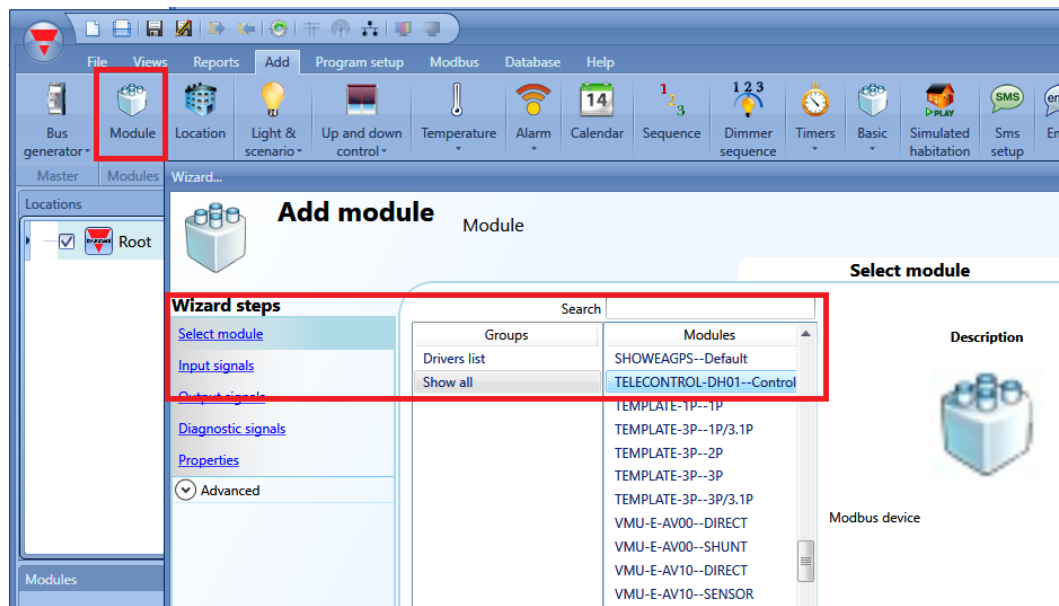 File Views Reports Add Program setup Modbus Database Help
1 2 3
14
1 2 3
PLAY
SMS
Bus generator
Module
Location
Light & scenario
Up and down control
Temperature
Alarm
Calendar
Sequence
Dimmer sequence
Timers
Basic
Simulated habitation
Sms setup
Master
Modules
Wizard...
Locations
Root
Add module
Module
Select module
Wizard steps
Search
Select module
Input signals
Output signals
Diagnostic signals
Properties
Advanced
Groups
Drivers list
Show all
Modules
SHOWEAGPS--Default
TELECONTROL-DH01--Control
TEMPLATE-1P--1P
TEMPLATE-3P--1P/3.1P
TEMPLATE-3P--2P
TEMPLATE-3P--3P
TEMPLATE-3P--3P/3.1P
VMU-E-AV00--DIRECT
VMU-E-AV00--SHUNT
VMU-E-AV10--DIRECT
VMU-E-AV10--SENSOR
Description
Modbus device
Modules